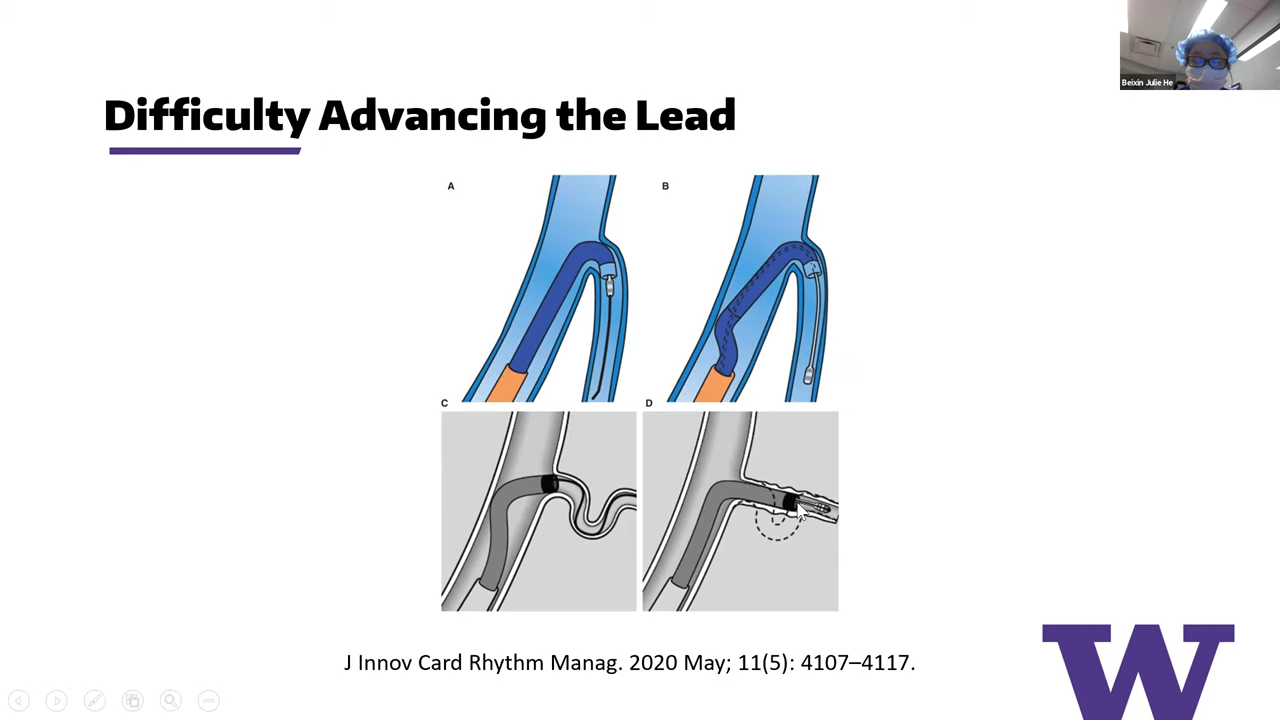 Beixin Julie He
Difficulty Advancing the Lead
A
B
C
D
J Innov Card Rhythm Manag. 2020 May; 11(5): 4107–4117.
W